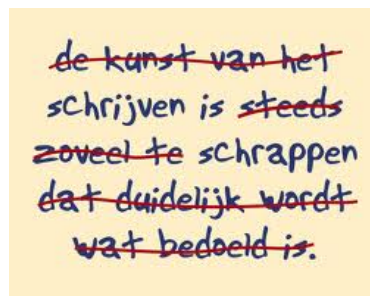 de kunst van het
schrijven is steeds
zoveel te schrappen
dat duidelijk wordt
wat bedoeld is.